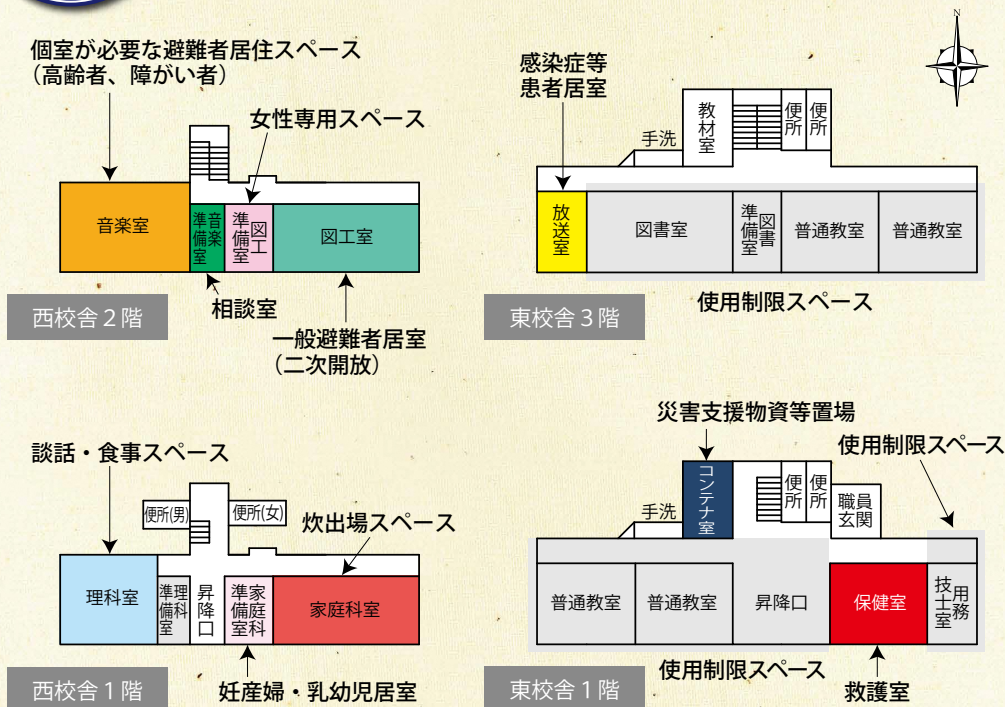 N
個室が必要な避難者居住スペース
（高齢者、障がい者）
女性専用スペース
音楽室
音楽
準備室
図工
準備室
図工室
相談室
一般避難者居室
（二次開放）
西校舎２階
感染症等
患者居室
手洗
教材室
便所
便所
放送室
図書室
図書
準備室
普通教室
普通教室
使用制限スペース
東校舎３階
談話・食事スペース
便所(男)
便所(女)
炊出場スペース
理科室
理科
準備室
昇降口
家庭科
準備室
家庭科室
妊産婦・乳幼児居室
西校舎１階
災害支援物資等置場
使用制限スペース
手洗
コンテナ室
便所
便所
職員
玄関
普通教室
普通教室
昇降口
保健室
用務
技士室
使用制限スペース
救護室
東校舎１階